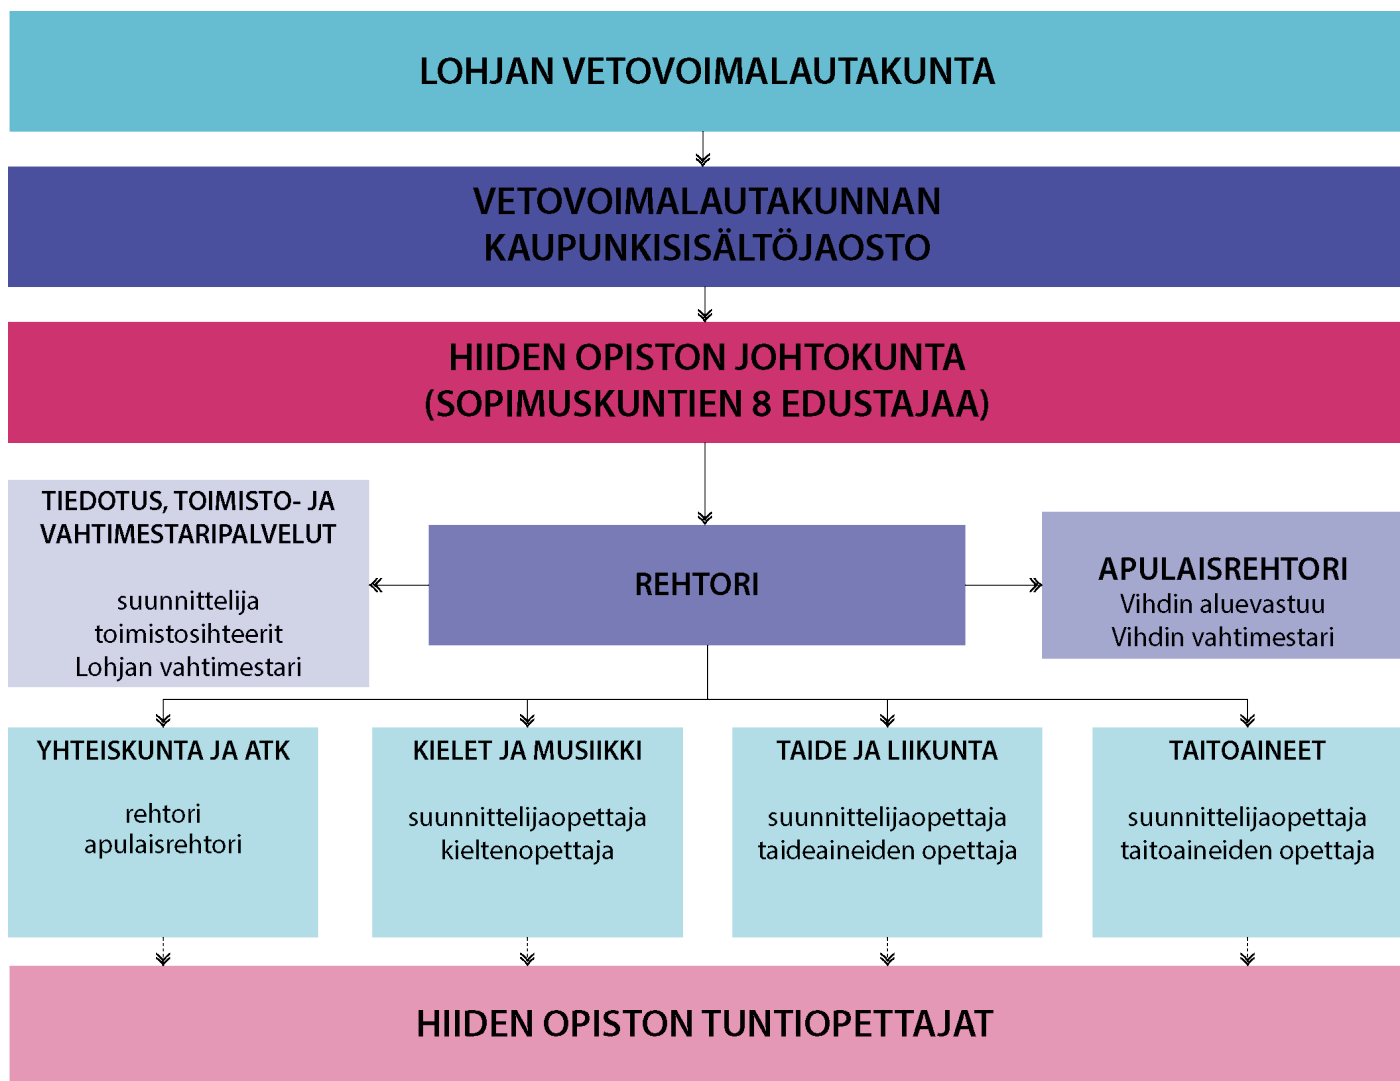 LOHJAN VETOVOIMALAUTAKUNTA
VETOVOIMALAUTAKUNNAN
KAUPUNKISISÄLTÖJAOSTO
HIIDEN OPISTON JOHTOKUNTA
(SOPIMUSKUNTIEN 8 EDUSTAJAA)
TIEDOTUS, TOIMISTO- JA
VAHTIMESTARIPALVELUT
suunnittelija
toimistosihteerit
Lohjan vahtimestari
REHTORI
APULAISREHTORI
Vihdin aluevastuu
Vihdin vahtimestari
YHTEISKUNTA JA ATK
rehtori
apulaisrehtori
KIELET JA MUSIIKKI
suunnittelijaopettaja
kieltenopettaja
TAIDE JA LIIKUNTA
suunnittelijaopettaja
taideaineiden opettaja
TAITOAINEET
suunnittelijaopettaja
taitoaineiden opettaja
HIIDEN OPISTON TUNTIOPETTAJAT